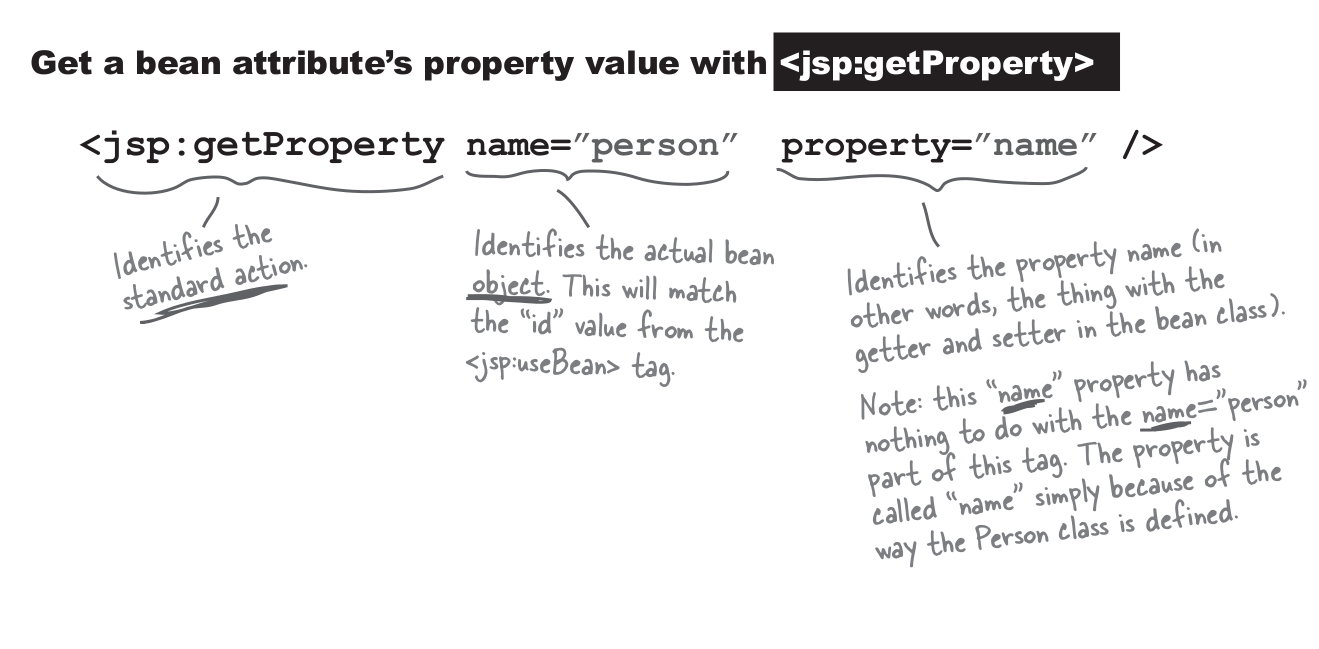 Get a bean attribute’s property value with <jsp:getProperty>
<jsp:getProperty name=”person” property=”name” />
Identifies the
standard action.
Identifies the actual bean
object. This will match
the “id” value from the
<jsp:useBean> tag.
Identifies the property name (in
other words, the thing with the
getter and setter in the bean class).
Note: this “name” property has
nothing to do with the name=”person”
part of this tag. The property is
called “name” simply because of the
way the Person class is defined.